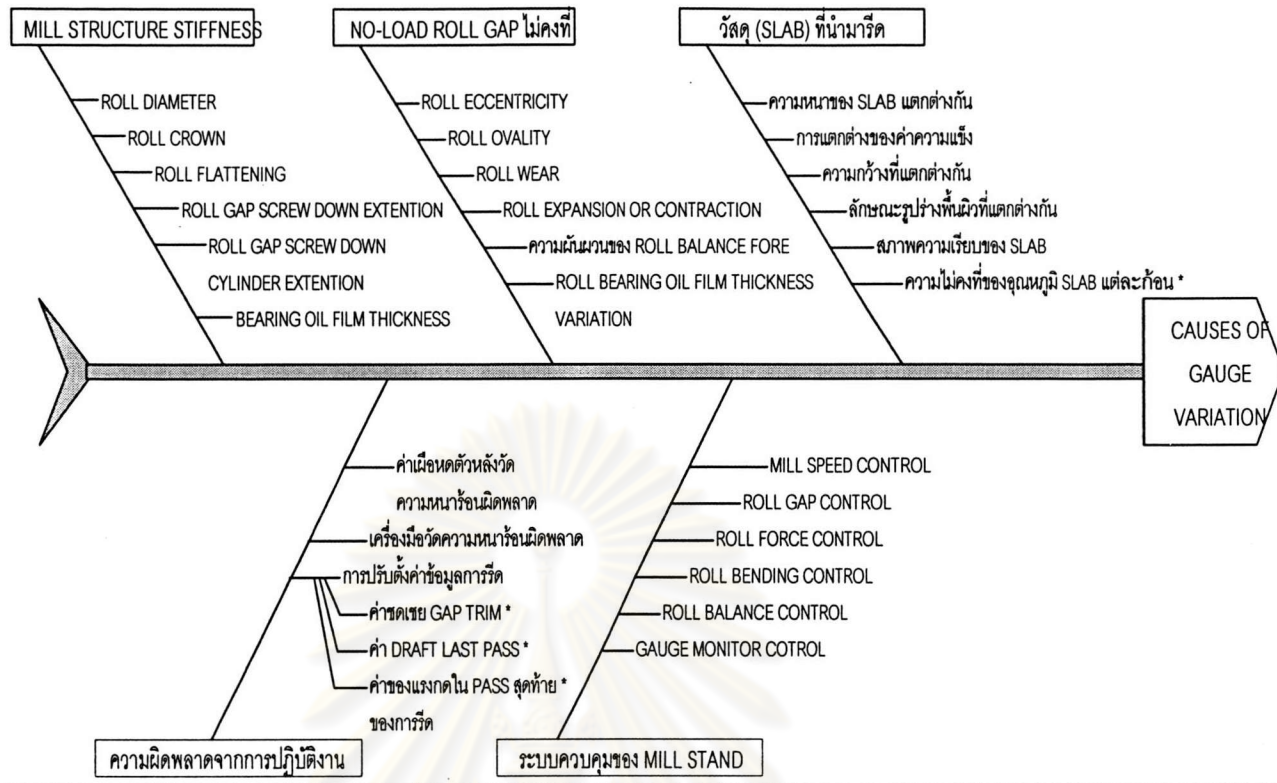 MILL STRUCTURE STIFFNESS
ROLL DIAMETER
ROLL CROWN
ROLL FLATTENING
ROLL GAP SCREW DOWN EXTENTION
ROLL GAP SCREW DOWN
CYLINDER EXTENTION
BEARING OIL FILM THICKNESS
NO-LOAD ROLL GAP ไม่คงที่
ROLL ECCENTRICITY
ROLL OVALITY
ROLL WEAR
ROLL EXPANSION OR CONTRACTION
ความผันผวนของ ROLL BALANCE FORE
ROLL BEARING OIL FILM THICKNESS
VARIATION
วัสดุ (SLAB) ที่นำมารีด
ความหนาของ SLAB แตกต่างกัน
การแตกต่างของค่าความแข็ง
ความกว้างที่แตกต่างกัน
ลักษณะรูปร่างพื้นผิวที่แตกต่างกัน
สภาพความเรียบของ SLAB
ความไม่คงที่ของอุณหภูมิ SLAB แต่ละก้อน *
CAUSES OF
GAUGE
VARIATION
ค่าเผื่อหดตัวหลังวัด
ความหนาร้อนผิดพลาด
เครื่องมือวัดความหนาร้อนผิดพลาด
การปรับตั้งค่าข้อมูลการรีด
ค่าชดเชย GAP TRIM *
ค่า DRAFT LAST PASS *
ค่าของแรงกดใน PASS สุดท้าย *
ของการรีด
ความผิดพลาดจากการปฏิบัติงาน
MILL SPEED CONTROL
ROLL GAP CONTROL
ROLL FORCE CONTROL
ROLL BENDING CONTROL
ROLL BALANCE CONTROL
GAUGE MONITOR COTROL
ระบบควบคุมของ MILL STAND